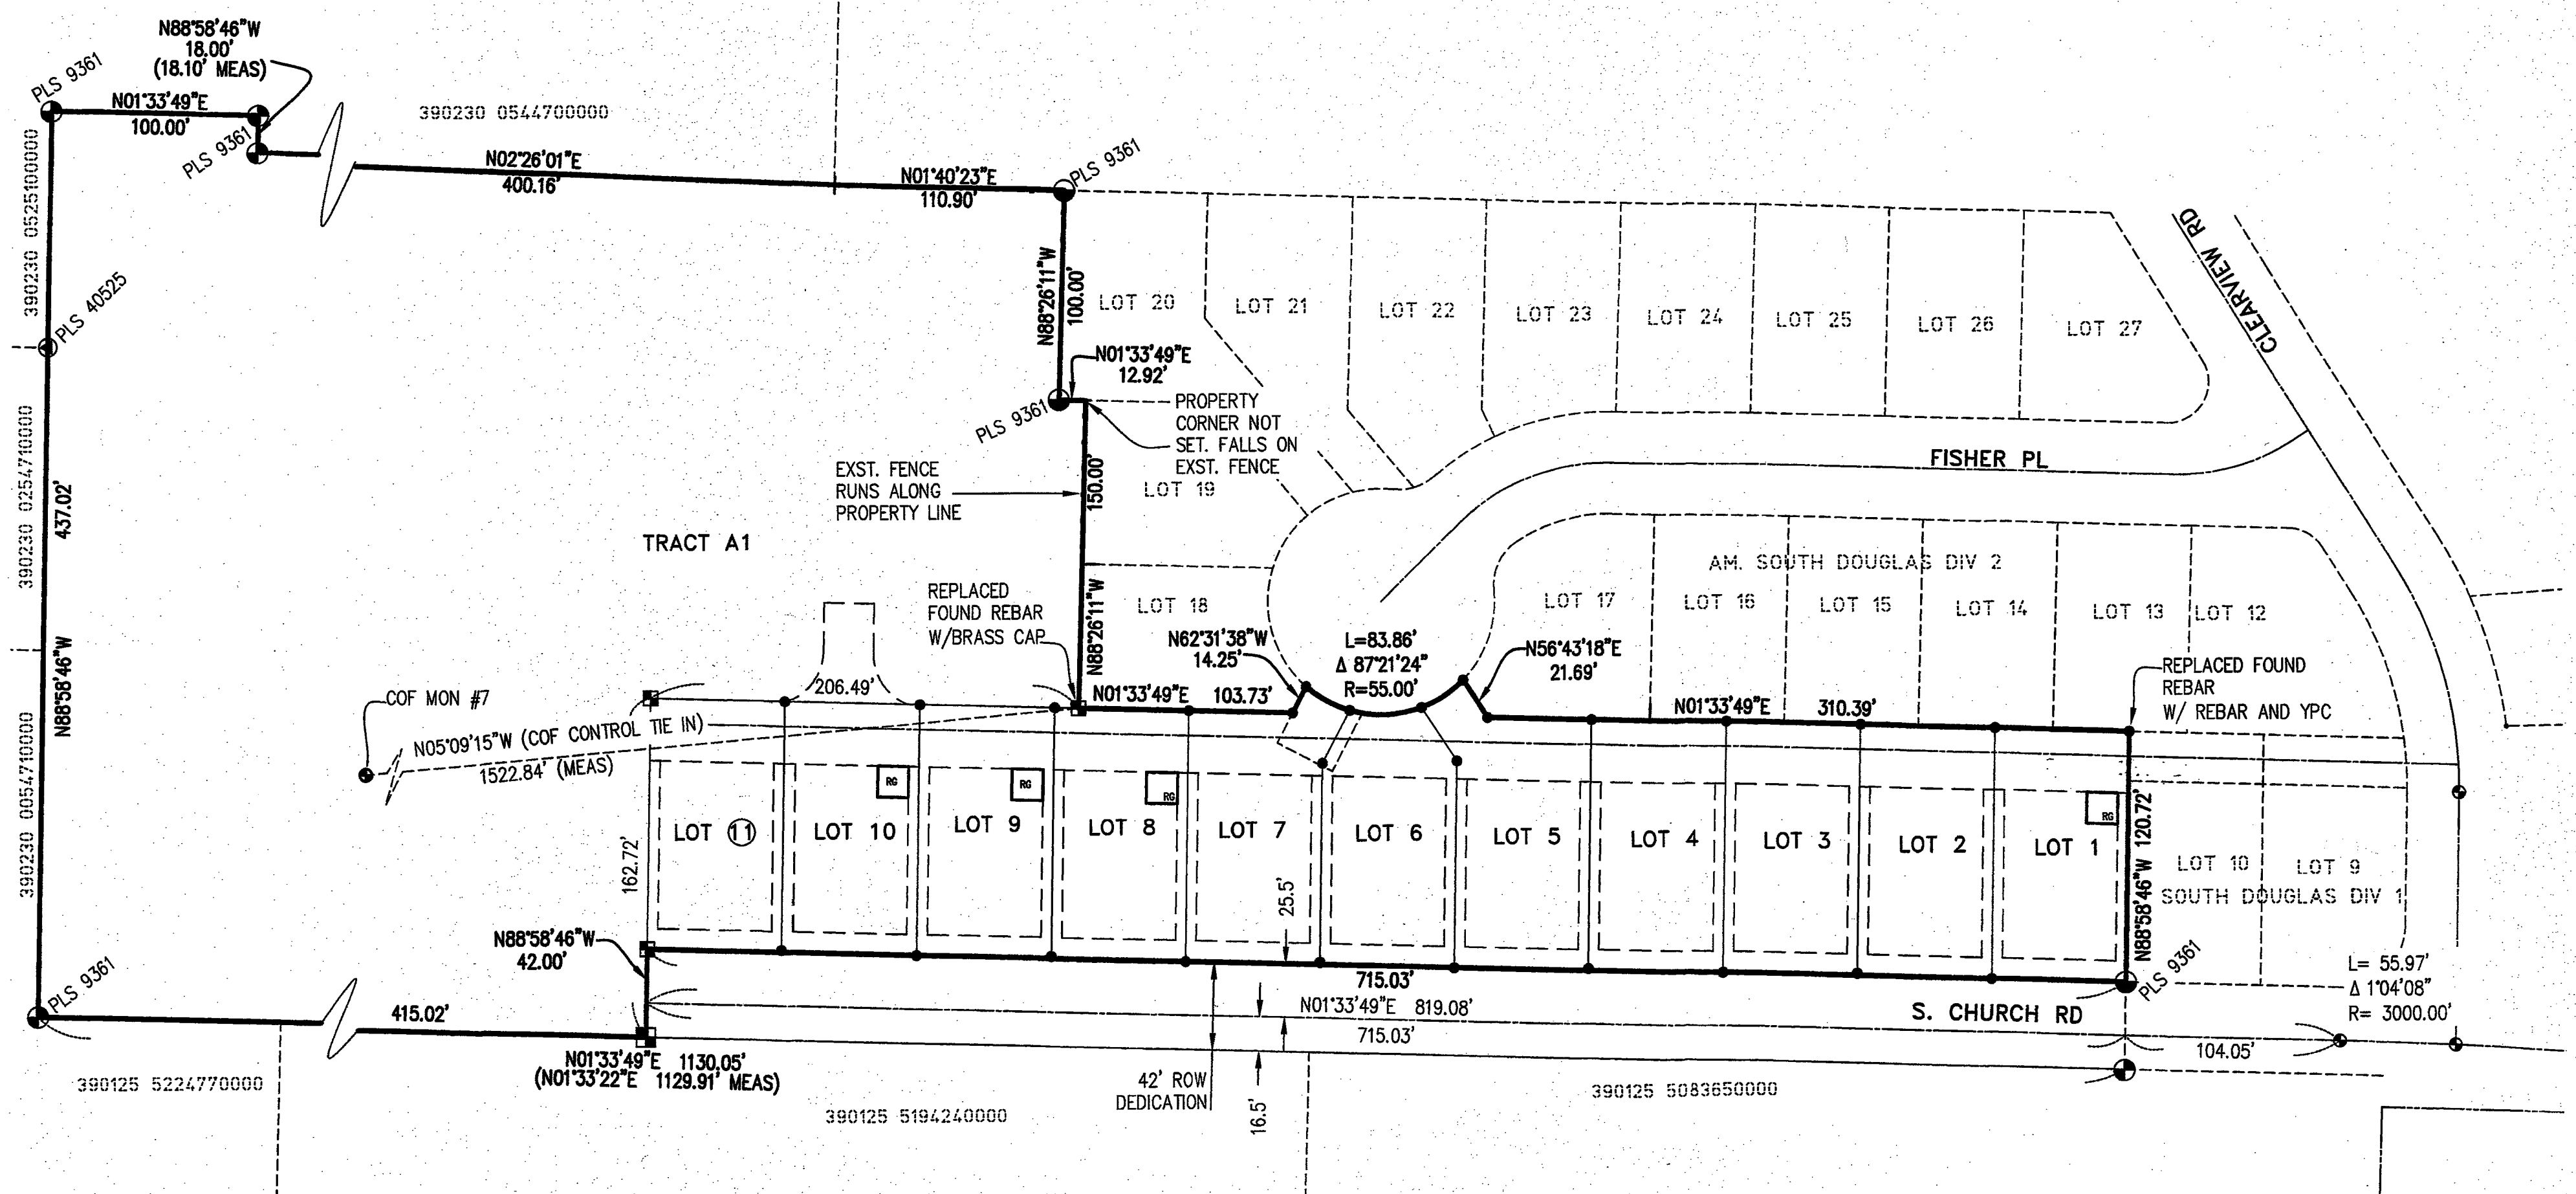 N88°58'46"W
18.00'
(18.10' MEAS)
PLS 9361
N01°33'49"E
100.00'
PLS 9361
390230 0544700000
N02°26'01"E
400.16'
N01°40'23"E
110.90'
PLS 9361
390230 0525100000
PLS 40525
390230 0254710000
437.02'
N88°58'46"W
390230 0054710900
PLS 9361
N88°26'11"W
100.00'
N01°33'49"E
12.92'
PLS 9361
PROPERTY
CORNER NOT
SET. FALLS ON
EXST. FENCE
EXST. FENCE
RUNS ALONG
PROPERTY LINE
150.00'
N88°26'11"W
TRACT A1
REPLACED
FOUND REBAR
W/BRASS CAP
LOT 20
LOT 21
LOT 22
LOT 23
LOT 24
LOT 25
LOT 26
LOT 27
CLEARVIEW RD
FISHER PL
LOT 19
LOT 18
LOT 17
LOT 16
LOT 15
LOT 14
LOT 13
LOT 12
AM. SOUTH DOUGLAS DIV 2
N62°31'38"W
14.25'
L=83.86'
Δ 87°21'24"
R=55.00'
N56°43'18"E
21.69'
REPLACED FOUND
REBAR
W/ REBAR AND YPC
206.49'
N01°33'49"E 103.73'
N01°33'49"E 310.39'
COF MON #7
N05°09'15"W (COF CONTROL TIE IN)
1522.84' (MEAS)
RG
RG
RG
RG
LOT 11
LOT 10
LOT 9
LOT 8
LOT 7
LOT 6
LOT 5
LOT 4
LOT 3
LOT 2
LOT 1
N88°58'46"W 120.72'
LOT 10
LOT 9
SOUTH DOUGLAS DIV 1
162.72'
25.5'
N88°58'46"W
42.00'
PLS 9361
L= 55.97'
Δ 1°04'08"
R= 3000.00'
715.03'
N01°33'49"E 819.08'
715.03'
S. CHURCH RD
104.05'
415.02'
N01°33'49"E 1130.05'
(N01°33'22"E 1129.91' MEAS)
42' ROW
DEDICATION
16.5'
390125 5224770000
390125 5194240000
390125 5083650000